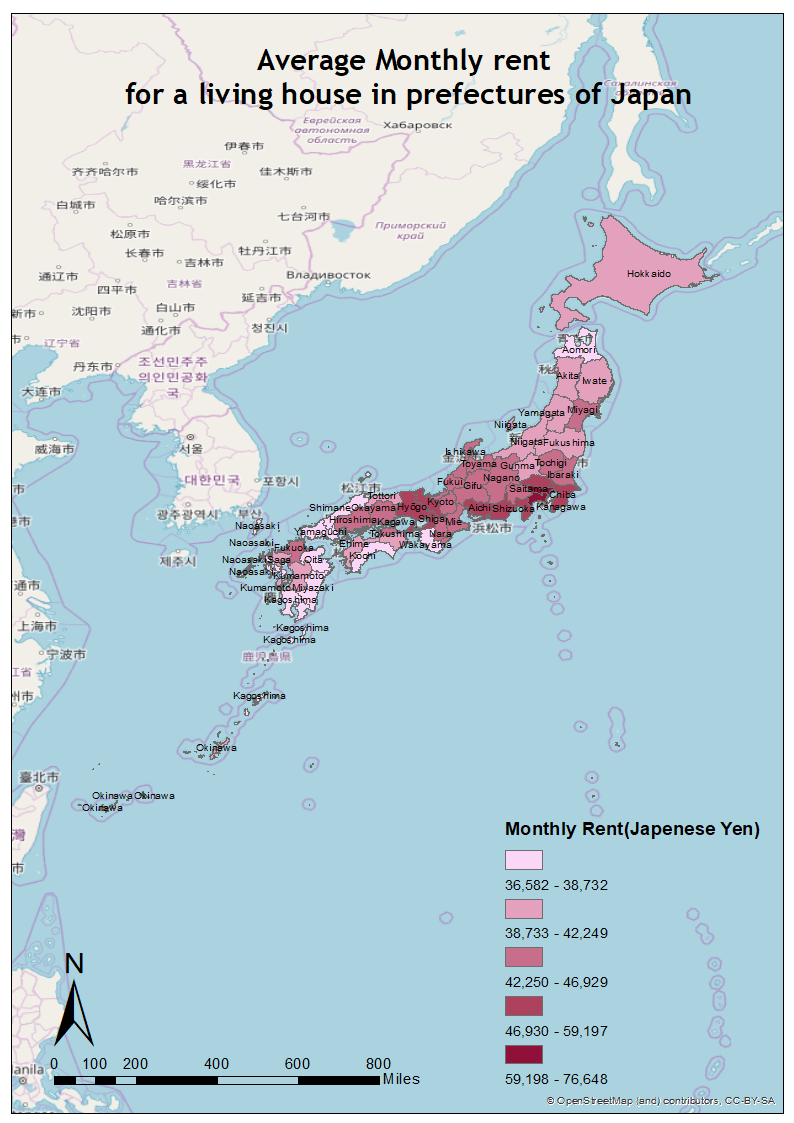 Average Monthly rent
for a living house in prefectures of Japan
Сахалинская
Еврейская
автономная
область
Хабаровск
伊春市
齐齐哈尔市
黑龙江省
佳木斯市
绥化市
白城市
哈尔滨市
七台河市
松原市
Приморский
край
长春市
牡丹江市
吉林市
Владивосток
Hokkaido
通辽市
四平市
吉林省
延吉市
沈阳市
白山市
通化市
청진시
辽宁省
丹东市
조선민주주
의인민공화
국
大连市
Aomori
Akita
Iwate
威海市
서울
Yamagata
Miyagi
Niigata
Niigata
Fukushima
대한민국
포항시
Ishikawa
Toyama
Gunma
Tochigi
Ibaraki
Nagano
Fukui
Gifu
Saitama
Chiba
Kanagawa
광주광역시
부산
松江市
Tottori
Shimane
Okayama
Hyōgo
Kyoto
Aichi
Shizuoka
Hiroshima
Kagawa
Shiga
Mie
浜松市
Nagasaki
Yamaguchi
Tokushima
Nara
Wakayama
Nagasaki
Fukuoka
Ehime
Kochi
제주시
Nagasaki
Saga
Oita
Nagasaki
Kumamoto
Kumamoto
Miyazaki
Kagoshima
上海市
宁波市
Kagoshima
Kagoshima
鹿児島県
Kagoshima
Okinawa
臺北市
Okinawa
Okinawa
Okinawa
Monthly Rent(Japenese Yen)
36,582 - 38,732
38,733 - 42,249
42,250 - 46,929
46,930 - 59,197
59,198 - 76,648
N
0 100 200 400 600 800
Miles
© OpenStreetMap (and) contributors, CC-BY-SA